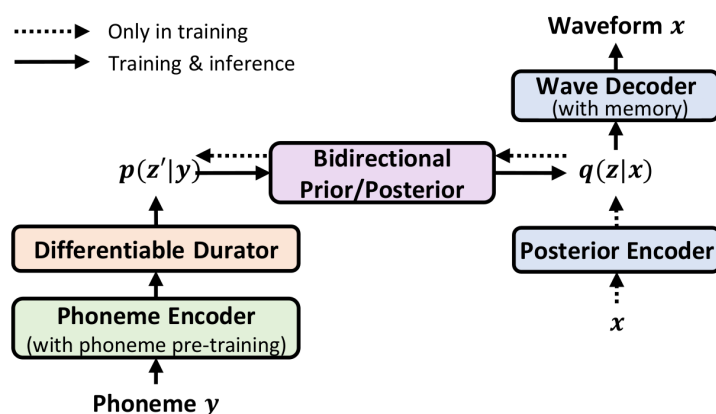 Only in training
Training & inference
Waveform x
Wave Decoder
(with memory)
p(z′|y)
Bidirectional
Prior/Posterior
q(z|x)
Differentiable Durator
Posterior Encoder
Phoneme Encoder
(with phoneme pre-training)
x
Phoneme y